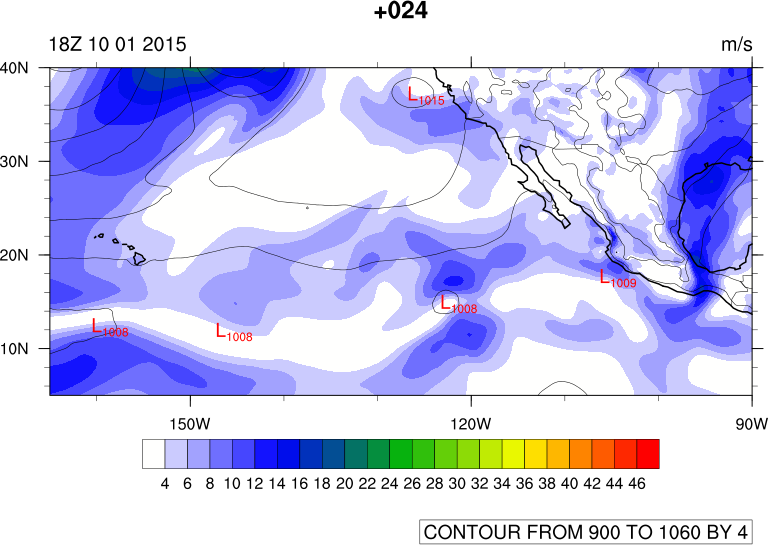 +024
18Z 10 01 2015 m/s
40N
L1015
30N
20N
L1009
L1008
L1008 L1008
10N
150W 120W 90W
4 6 8 10 12 14 16 18 20 22 24 26 28 30 32 34 36 38 40 42 44 46
CONTOUR FROM 900 TO 1060 BY 4